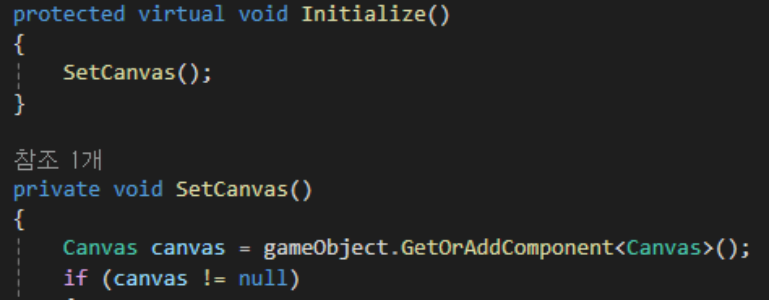 protected virtual void Initialize()
{
SetCanvas();
}
참조 1개
private void SetCanvas()
{
Canvas canvas = gameObject.GetOrAddComponent<Canvas>();
if (canvas != null)